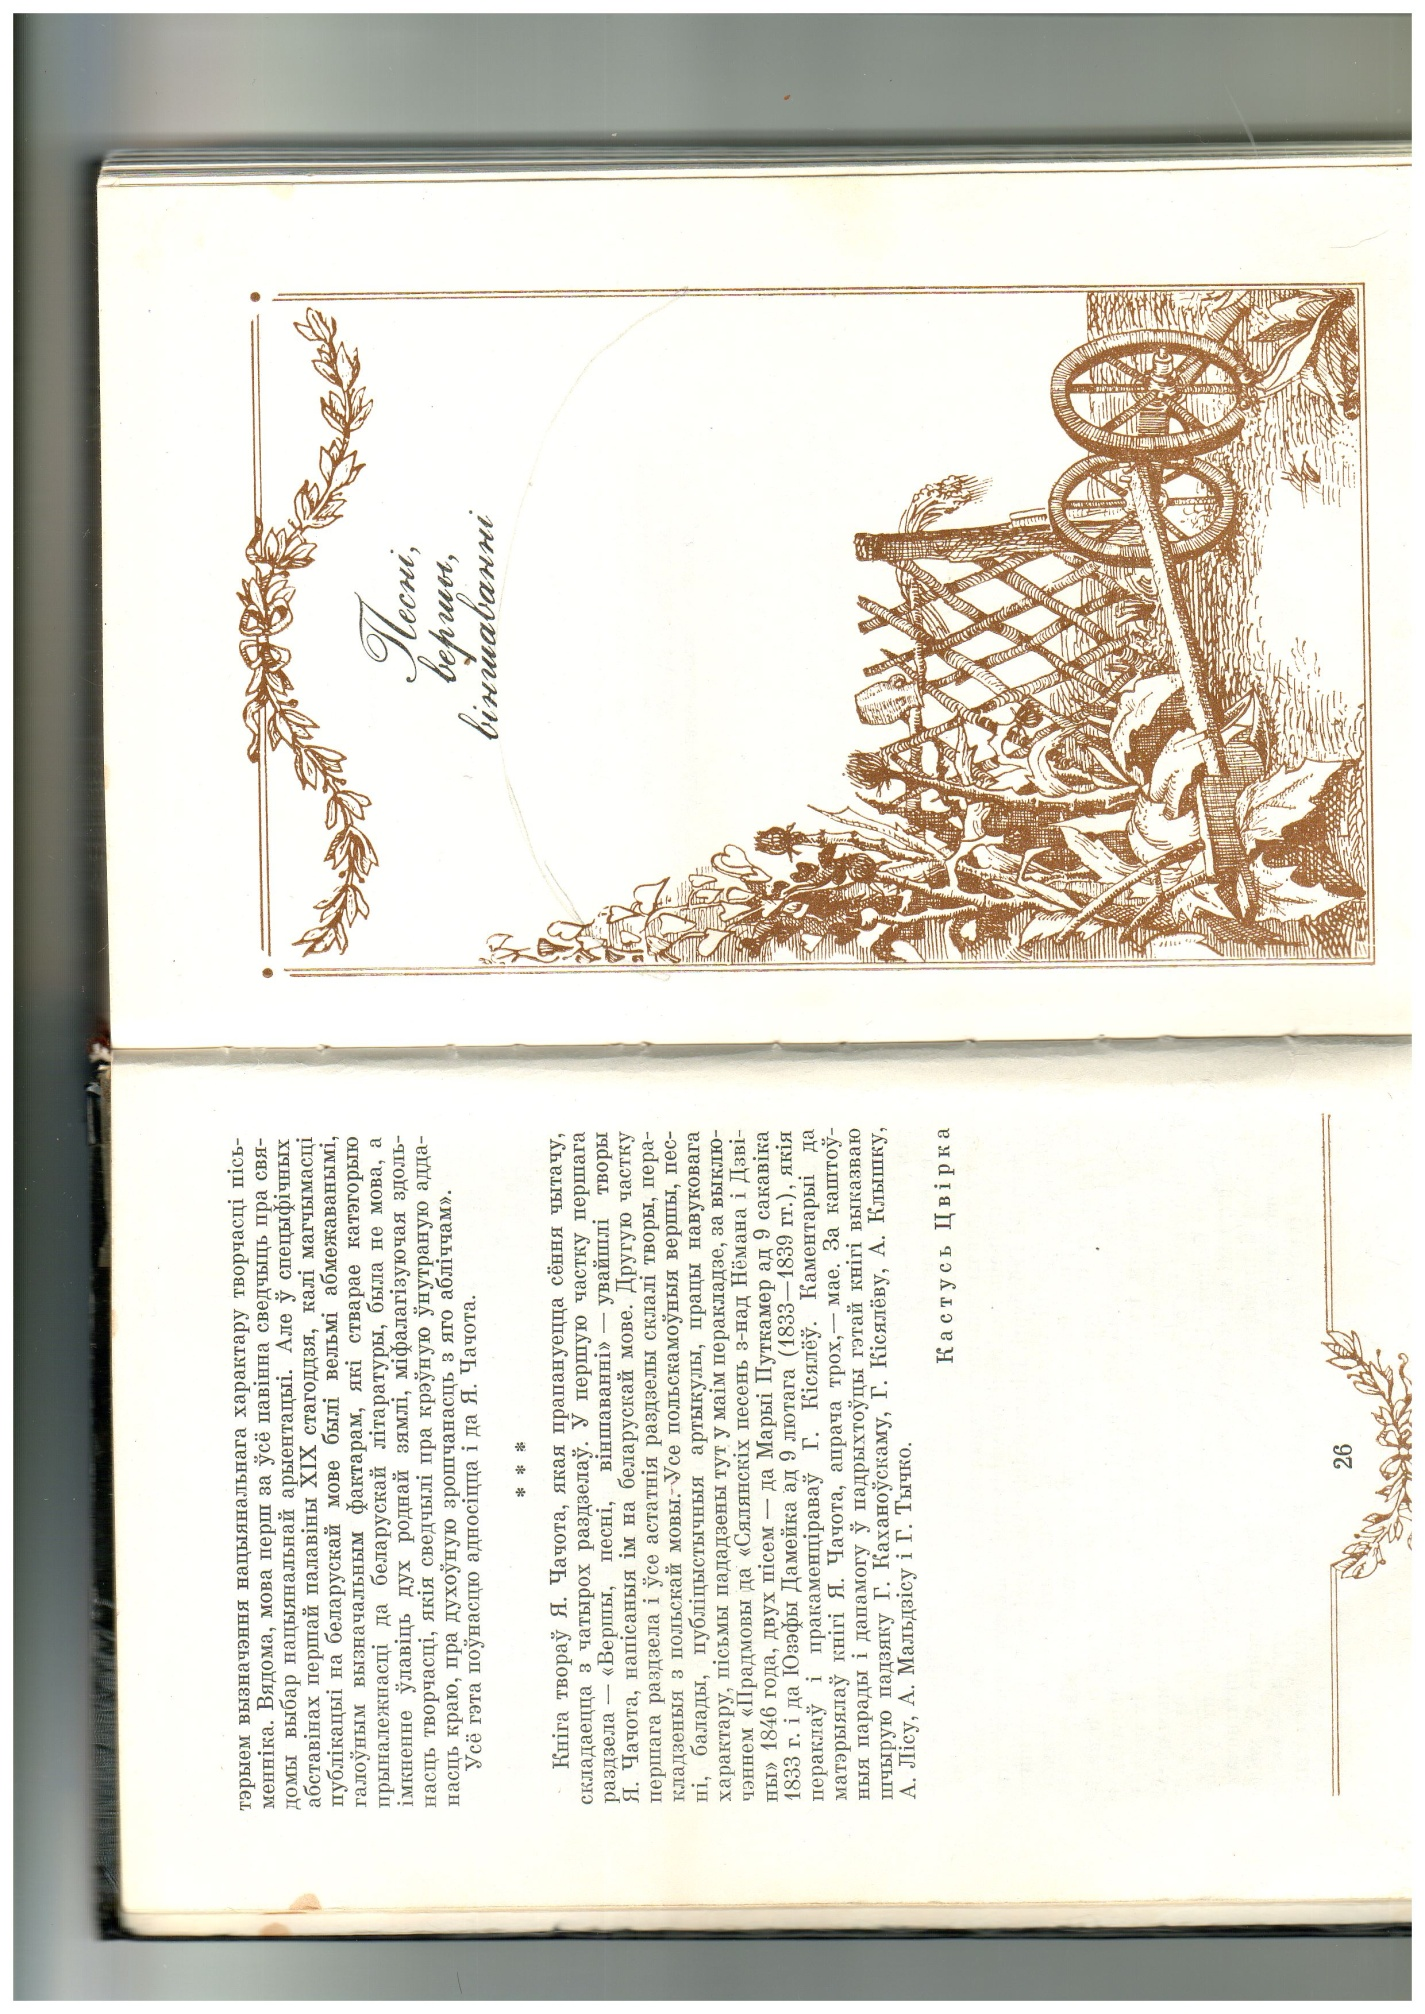 тэрыем вызначэння нацыянальнага характару творчасці пісь-
менніка. Вядома, мова перш за ўсё павінна сведчыць пра свя-
домы выбар нацыянальнай арыентацыі. Але ў спецыфічных
абставінах першай палавіны XIX стагоддзя, калі магчымасці
публікацыі на беларускай мове былі вельмі абмежаванымі,
галоўным вызначальным фактарам, які стварае катэгорыю
прыналежнасці да беларускай літаратуры, была не мова, а
імкненне ўлавіць дух роднай зямлі, міфалагізуючая здоль-
насць творчасці, якія сведчылі пра крэўную ўнутраную адда-
насць краю, пра духоўную зрошчанасць з яго аблічам».
Усё гэта поўнасцю адносіцца і да Я. Чачота.
* * *
Кніга твораў Я. Чачота, якая прапануецца сёння чытачу,
складаецца з чатырох раздзелаў. У першую частку першага
раздзела — «Вершы, песні, віншаванні» — увайшлі творы
Я. Чачота, напісаныя ім на беларускай мове. Другую частку
першага раздзела і ўсе астатнія раздзелы склалі творы, пера-
кладзеныя з польскай мовы. Усе польскамоўныя вершы, пес-
ні, балады, публіцыстычныя артыкулы, працы навуковага
характару, пісьмы пададзены тут у маім перакладзе, за выклю-
чэннем «Прадмовы да «Сялянскіх песень з-над Нёмана і Дзві-
ны» 1846 года, двух пісем — да Марыі Путкамер ад 9 сакавіка
1833 г. і да Юзэфы Дамейка ад 9 лютага (1833—1839 гг.), якія
пераклаў і пракаменціраваў Г. Кісялёў. Каментарыі да
матэрыялаў кнігі Я. Чачота, апрача трох,— мае. За каштоў-
ныя парады і дапамогу ў падрыхтоўцы гэтай кнігі выказваю
шчырую падзяку Г. Каханоўскаму, Г. Кісялёву, А. Клышку,
А. Лісу, А. Мальдзісу і Г. Тычко.
Кастусь Цвірка
26
Песні,
вершы,
віншаванні